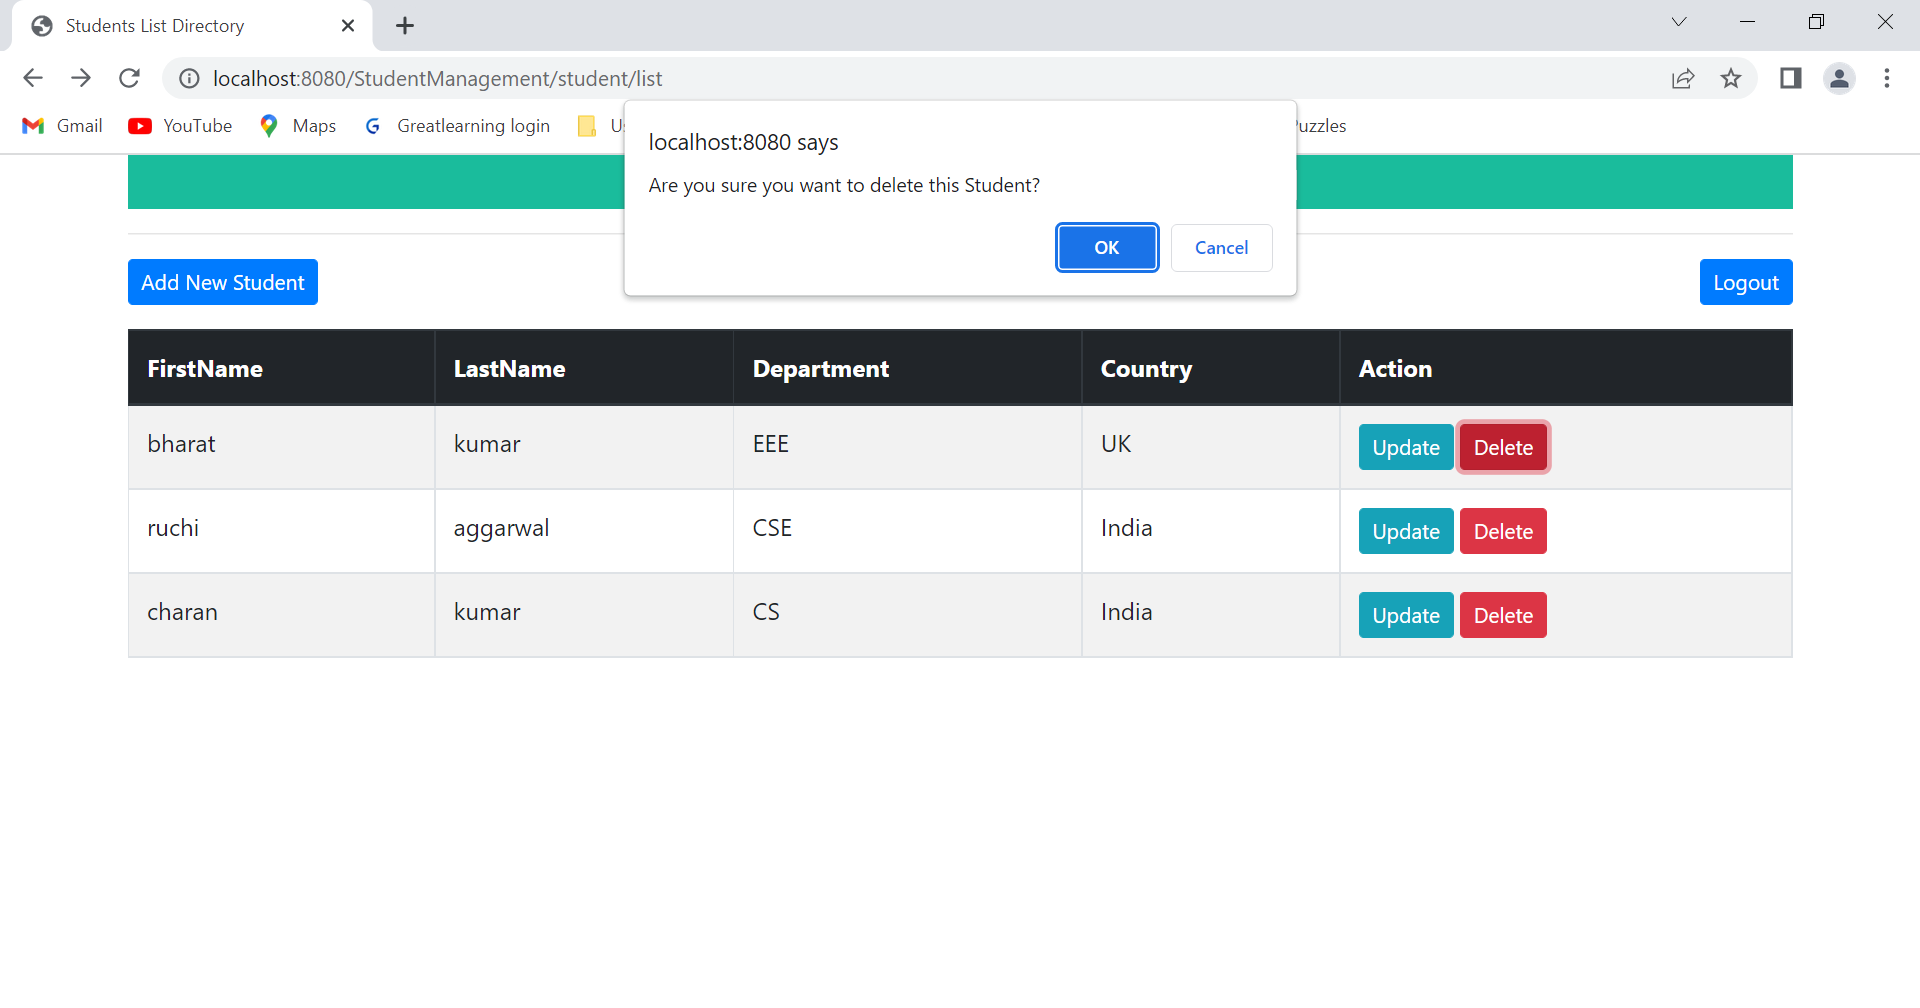 Students List Directory
localhost:8080/StudentManagement/student/list
Gmail YouTube Maps Greatlearning login
localhost:8080 says
Are you sure you want to delete this Student?
OK Cancel
Add New Student Logout
FirstName LastName Department Country Action
bharat kumar EEE UK Update Delete
ruchi aggarwal CSE India Update Delete
charan kumar CS India Update Delete